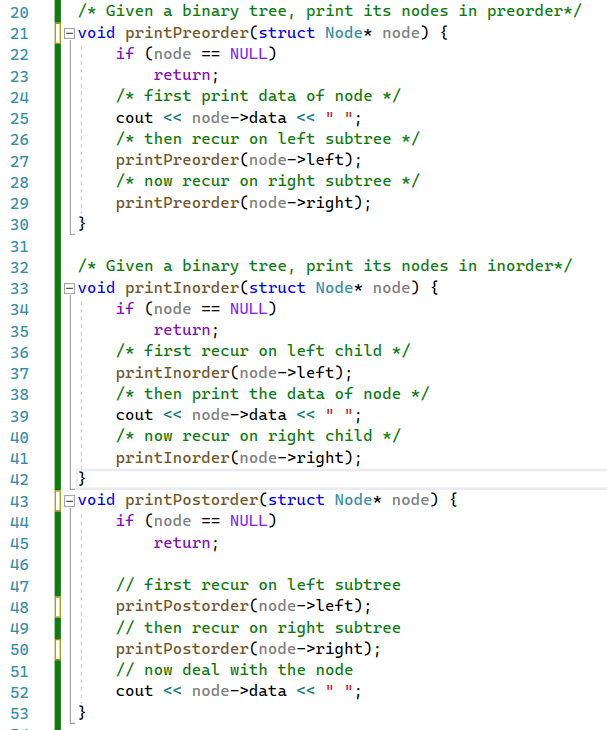 20 /* Given a binary tree, print its nodes in preorder*/
21 void printPreorder(struct Node* node) {
22     if (node == NULL)
23         return;
24     /* first print data of node */
25     cout << node->data << " ";
26     /* then recur on left subtree */
27     printPreorder(node->left);
28     /* now recur on right subtree */
29     printPreorder(node->right);
30 }
31
32 /* Given a binary tree, print its nodes in inorder*/
33 void printInorder(struct Node* node) {
34     if (node == NULL)
35         return;
36     /* first recur on left child */
37     printInorder(node->left);
38     /* then print the data of node */
39     cout << node->data << " ";
40     /* now recur on right child */
41     printInorder(node->right);
42 }
43 void printPostorder(struct Node* node) {
44     if (node == NULL)
45         return;
46
47     // first recur on left subtree
48     printPostorder(node->left);
49     // then recur on right subtree
50     printPostorder(node->right);
51     // now deal with the node
52     cout << node->data << " ";
53 }